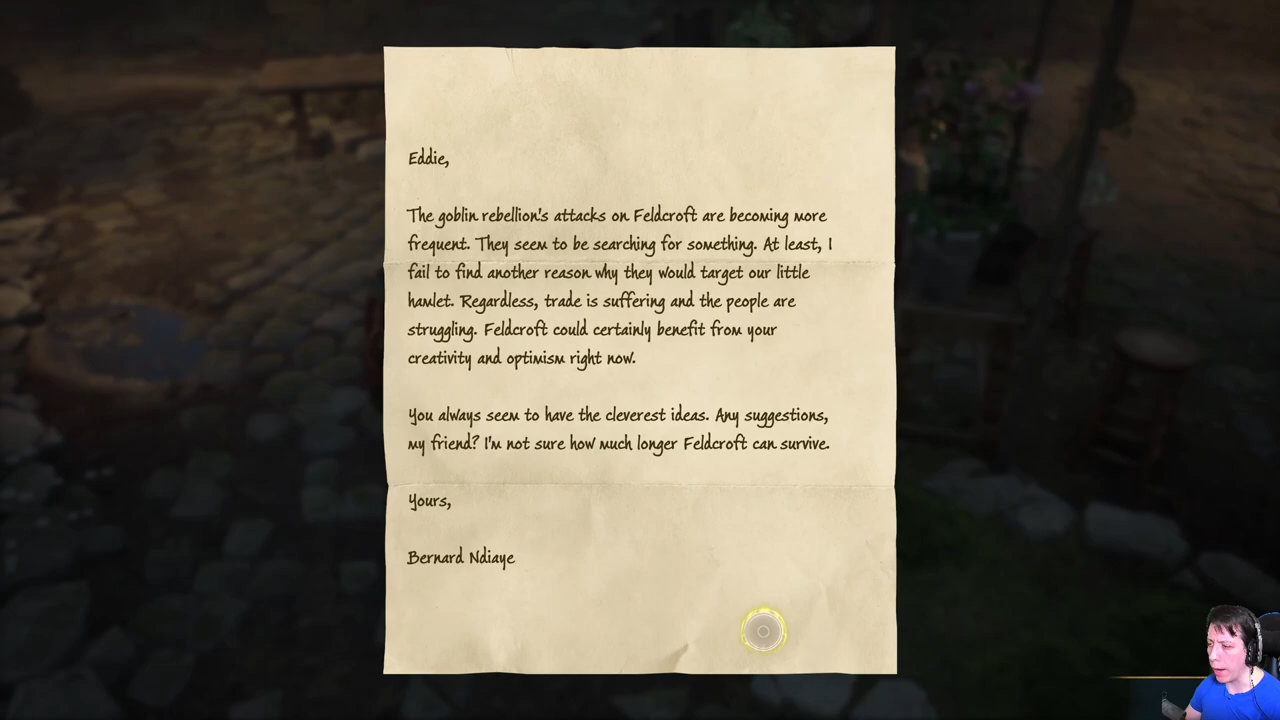 Eddie,
The goblin rebellion's attacks on Feldcroft are becoming more
frequent. They seem to be searching for something. At least, I
fail to find another reason why they would target our little
hamlet. Regardless, trade is suffering and the people are
struggling. Feldcroft could certainly benefit from your
creativity and optimism right now.
You always seem to have the cleverest ideas. Any suggestions,
my friend? I'm not sure how much longer Feldcroft can survive.
Yours,
Bernard Ndiaye